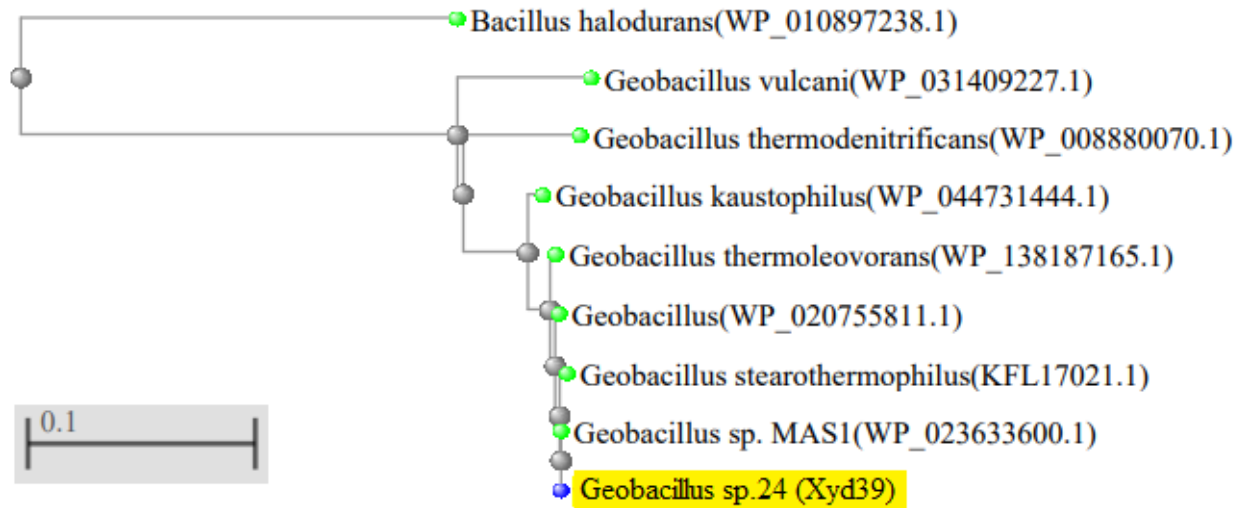 Bacillus halodurans(WP_010897238.1)
Geobacillus vulcani(WP_031409227.1)
Geobacillus thermodenitrificans(WP_008880070.1)
Geobacillus kaustophilus(WP_044731444.1)
Geobacillus thermoleovorans(WP_138187165.1)
Geobacillus(WP_020755811.1)
Geobacillus stearothermophilus(KFL17021.1)
0.1
Geobacillus sp. MAS1(WP_023633600.1)
Geobacillus sp.24 (Xyd39)